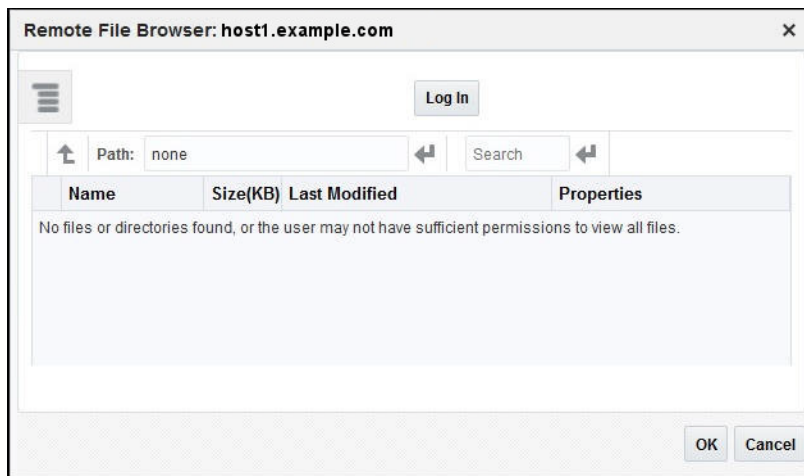 Remote File Browser: host1.example.com
Log In
Path: none Search
Name Size(KB) Last Modified Properties
No files or directories found, or the user may not have sufficient permissions to view all files.
OK Cancel